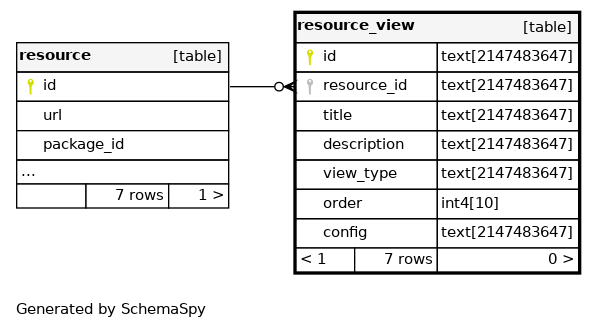 resource [table]
id
url
package_id
...
7 rows 1 >
resource_view [table]
id text[2147483647]
resource_id text[2147483647]
title text[2147483647]
description text[2147483647]
view_type text[2147483647]
order int4[10]
config text[2147483647]
< 1 7 rows 0 >
Generated by SchemaSpy